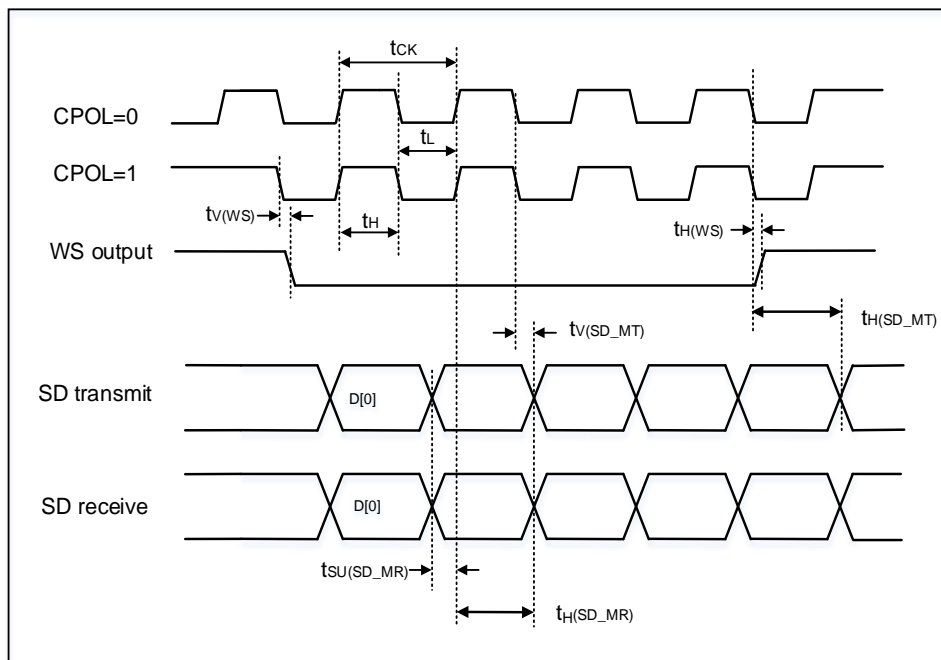 tCK
CPOL=0
tL
CPOL=1
tV(WS)
tH
tH(WS)
WS output
tV(SD_MT)
tH(SD_MT)
SD transmit
D[0]
SD receive
D[0]
tSU(SD_MR)
tH(SD_MR)